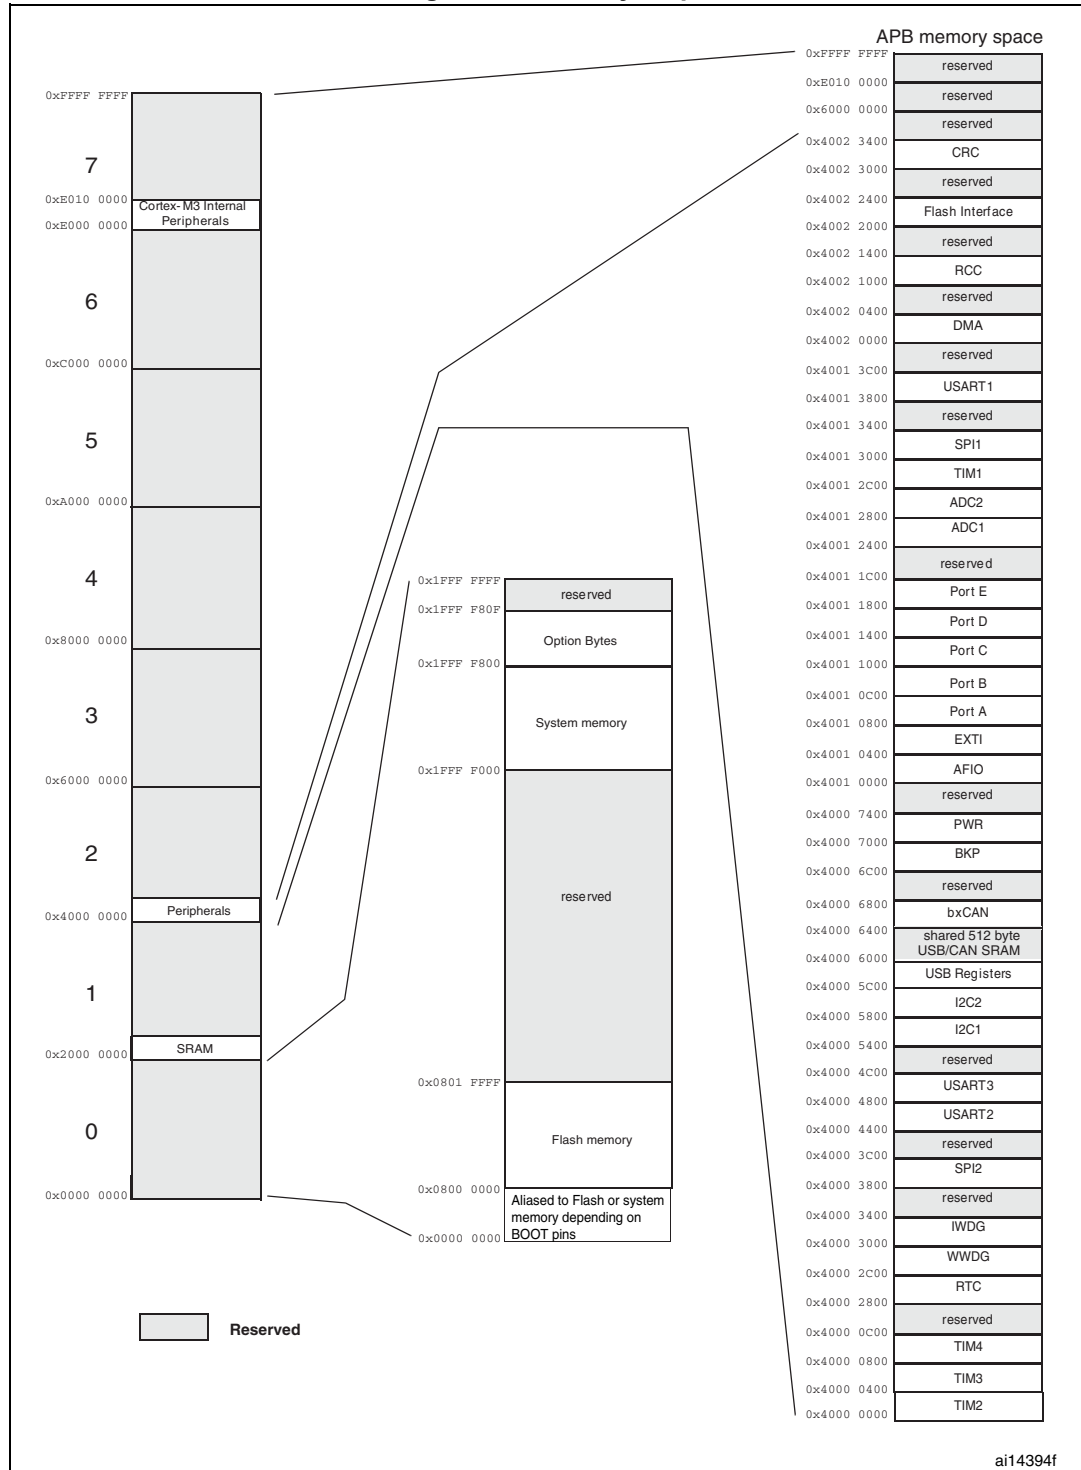 0xFFFF FFFF
7
0xE010 0000
Cortex-M3 Internal
Peripherals
0xE000 0000
6
0xC000 0000
5
0xA000 0000
4
0x8000 0000
3
0x6000 0000
2
0x4000 0000
Peripherals
1
0x2000 0000
SRAM
0
0x0000 0000
Reserved
0x1FFF FFFF
reserved
0x1FFF F80F
Option Bytes
0x1FFF F800
System memory
0x1FFF F000
reserved
0x0801 FFFF
Flash memory
0x0800 0000
Aliased to Flash or system
memory depending on
BOOT pins
0x0000 0000
APB memory space
0xFFFF FFFF
reserved
0xE010 0000
reserved
0x6000 0000
reserved
0x4002 3400
CRC
0x4002 3000
reserved
0x4002 2400
Flash Interface
0x4002 2000
reserved
0x4002 1400
RCC
0x4002 1000
reserved
0x4002 0400
DMA
0x4002 0000
reserved
0x4001 3C00
USART1
0x4001 3800
reserved
0x4001 3400
SPI1
0x4001 3000
TIM1
0x4001 2C00
ADC2
0x4001 2800
ADC1
0x4001 2400
reserved
0x4001 1C00
Port E
0x4001 1800
Port D
0x4001 1400
Port C
0x4001 1000
Port B
0x4001 0C00
Port A
0x4001 0800
EXTI
0x4001 0400
AFIO
0x4001 0000
reserved
0x4000 7400
PWR
0x4000 7000
BKP
0x4000 6C00
reserved
0x4000 6800
bxCAN
0x4000 6400
shared 512 byte
USB/CAN SRAM
0x4000 6000
USB Registers
0x4000 5C00
I2C2
0x4000 5800
I2C1
0x4000 5400
reserved
0x4000 4C00
USART3
0x4000 4800
USART2
0x4000 4400
reserved
0x4000 3C00
SPI2
0x4000 3800
reserved
0x4000 3400
IWDG
0x4000 3000
WWDG
0x4000 2C00
RTC
0x4000 2800
reserved
0x4000 0C00
TIM4
0x4000 0800
TIM3
0x4000 0400
TIM2
0x4000 0000
ai14394f